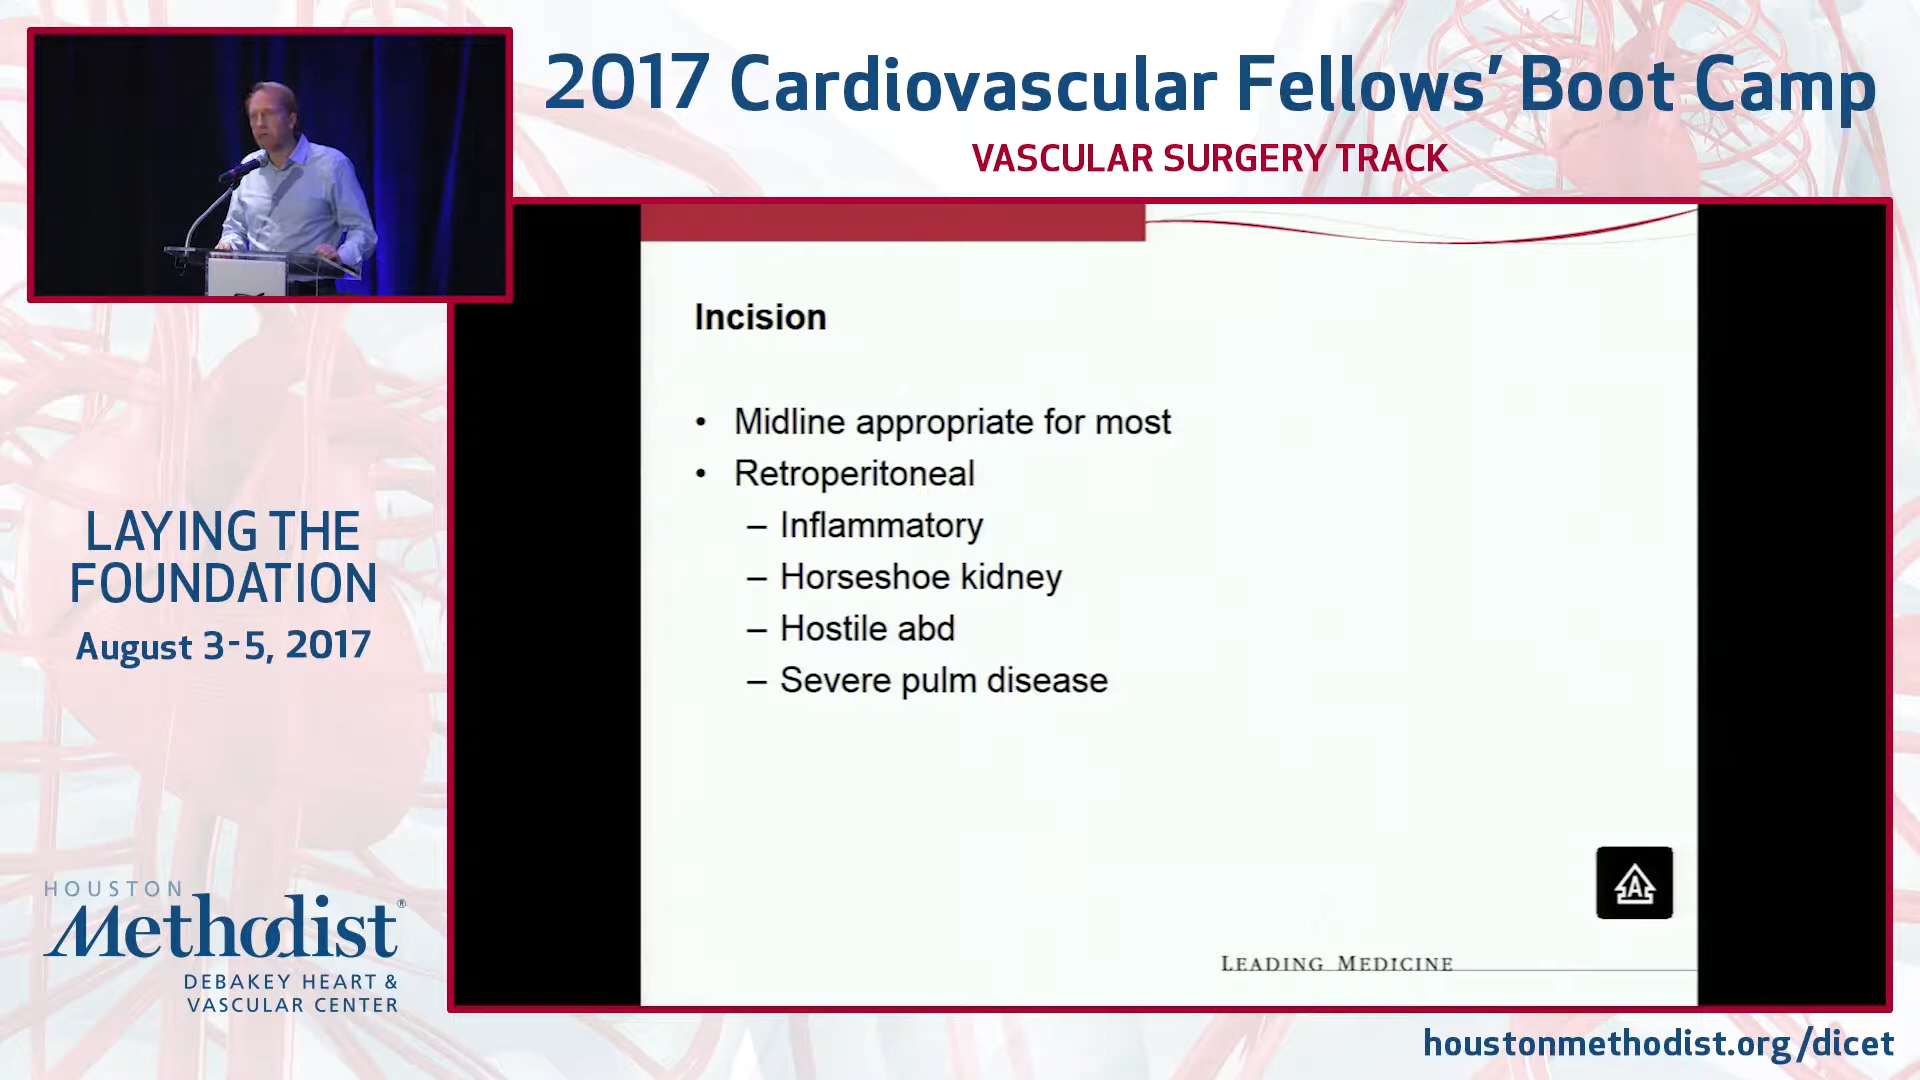 2017 Cardiovascular Fellows' Boot Camp
VASCULAR SURGERY TRACK
Incision
• Midline appropriate for most
• Retroperitoneal
– Inflammatory
– Horseshoe kidney
– Hostile abd
– Severe pulm disease
A
LEADING MEDICINE
LAYING THE
FOUNDATION
August 3-5, 2017
HOUSTON
Methodist®
DEBAKEY HEART &
VASCULAR CENTER
houstonmethodist.org/dicet